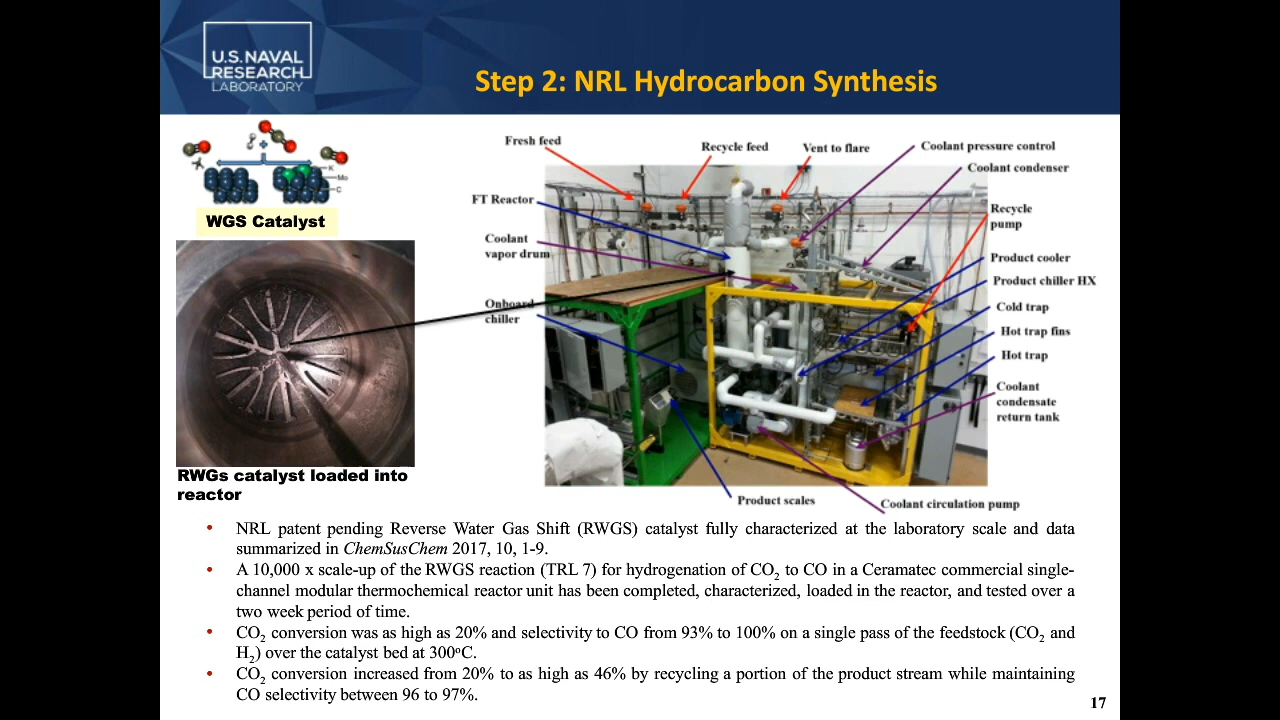 U.S. NAVAL
RESEARCH
LABORATORY
Step 2: NRL Hydrocarbon Synthesis
K
Mo
C
WGS Catalyst
RWGs catalyst loaded into
reactor
Fresh feed
Recycle feed
Vent to flare
Coolant pressure control
Coolant condenser
FT Reactor
Recycle
pump
Coolant
vapor drum
Product cooler
Product chiller HX
Onboard
chiller
Cold trap
Hot trap fins
Hot trap
Coolant
condensate
return tank
Product scales
Coolant circulation pump
• NRL patent pending Reverse Water Gas Shift (RWGS) catalyst fully characterized at the laboratory scale and data
summarized in ChemSusChem 2017, 10, 1-9.
• A 10,000 x scale-up of the RWGS reaction (TRL 7) for hydrogenation of CO₂ to CO in a Ceramatec commercial single-
channel modular thermochemical reactor unit has been completed, characterized, loaded in the reactor, and tested over a
two week period of time.
• CO₂ conversion was as high as 20% and selectivity to CO from 93% to 100% on a single pass of the feedstock (CO₂ and
H₂) over the catalyst bed at 300ᵒC.
• CO₂ conversion increased from 20% to as high as 46% by recycling a portion of the product stream while maintaining
CO selectivity between 96 to 97%.
17